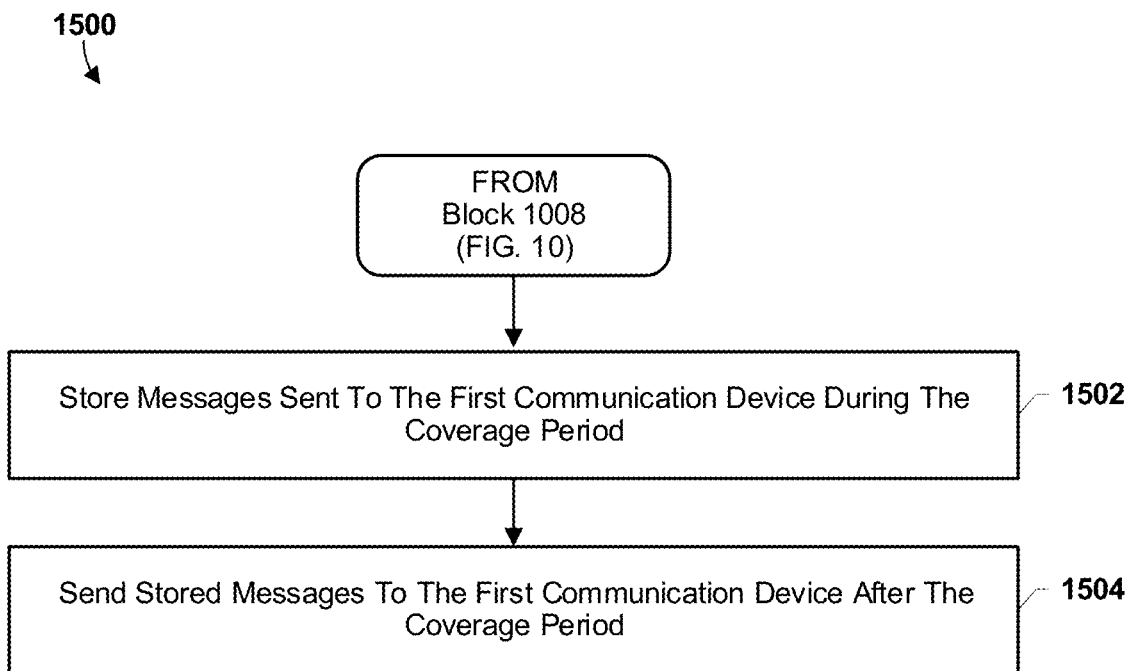 1500
FROM
Block 1008
(FIG. 10)
Store Messages Sent To The First Communication Device During The
Coverage Period
1502
Send Stored Messages To The First Communication Device After The
Coverage Period
1504